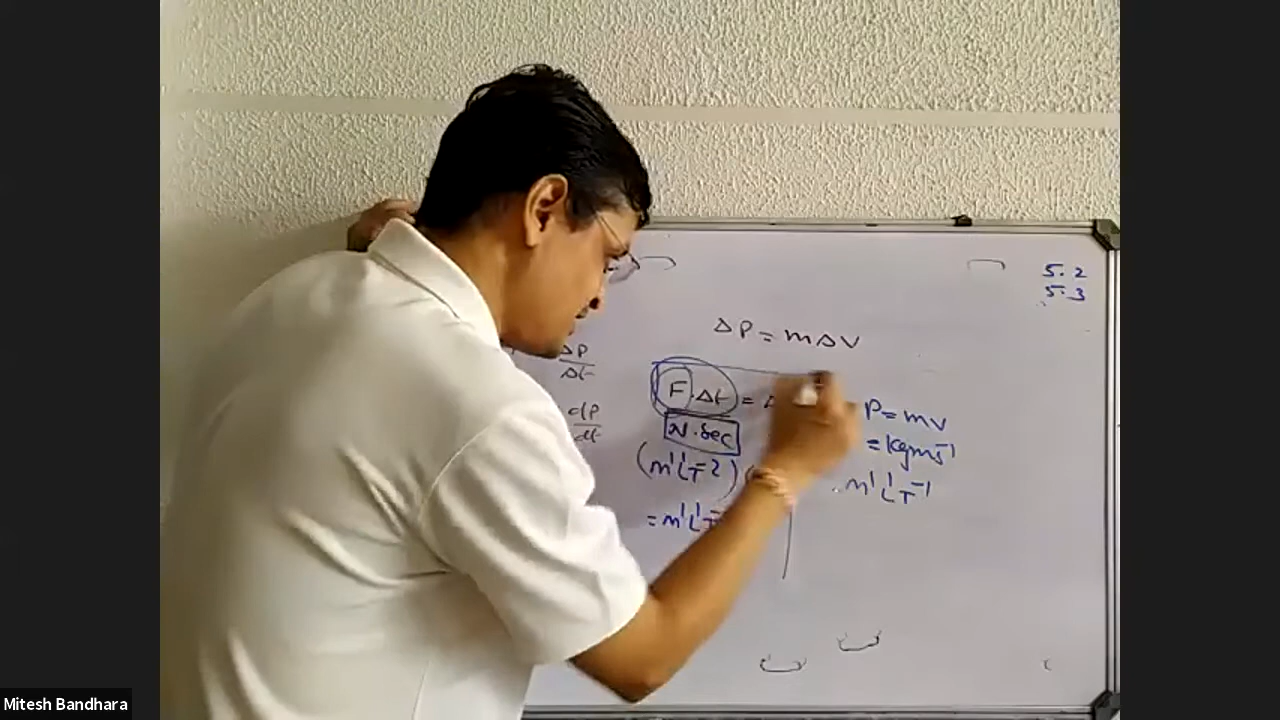 5.2
5.3
ΔP = mΔV
ΔP/Δt
F.Δt =
P = mV
dP/dt
N.sec
= kgms⁻¹
(M¹L¹T⁻²)
M¹L¹T⁻¹
= M¹L¹T
Mitesh Bandhara